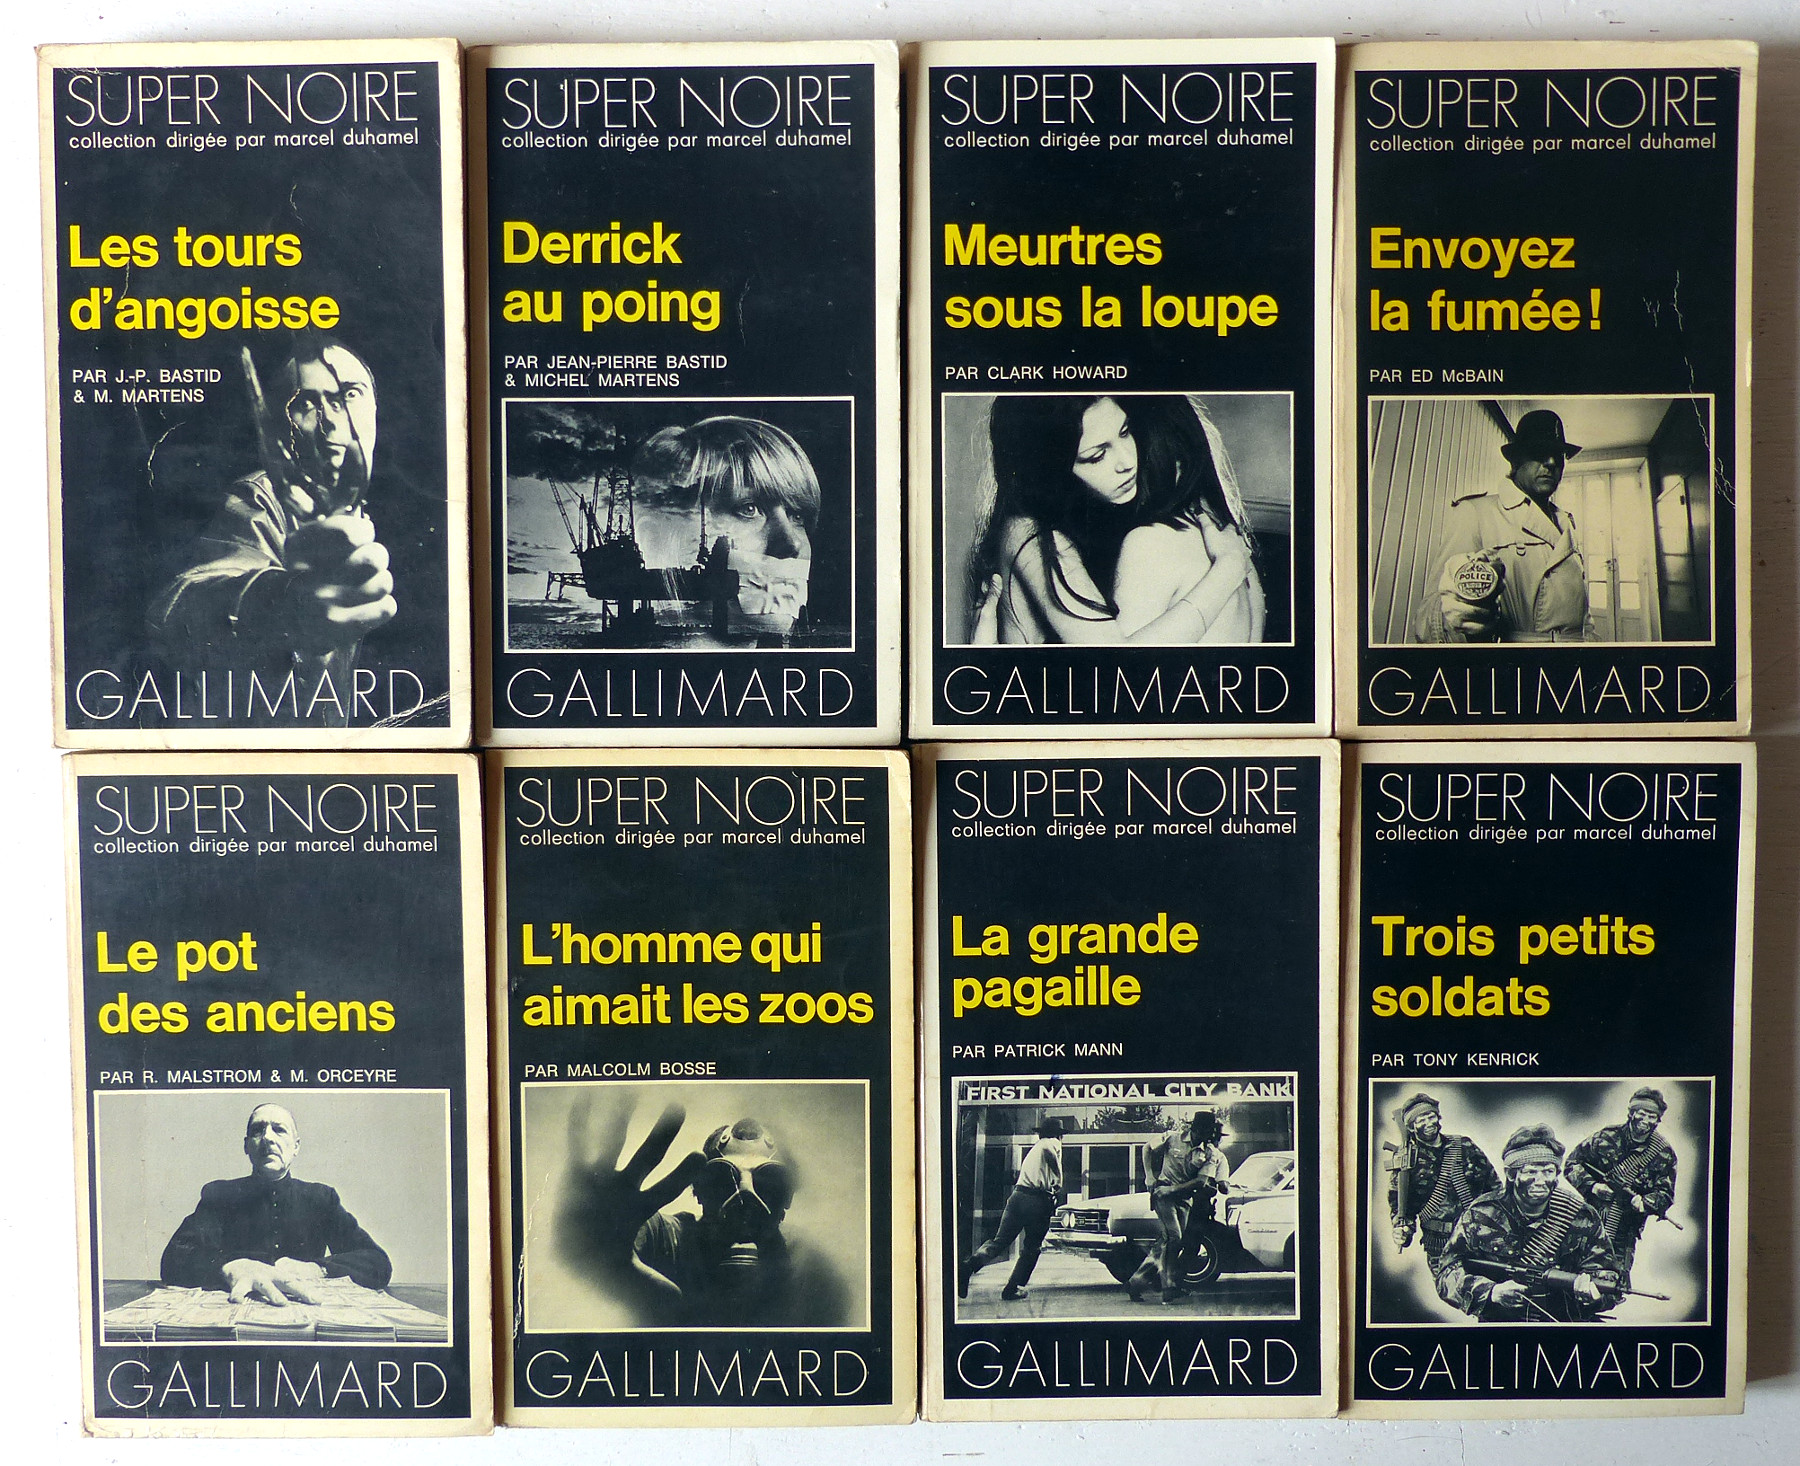 SUPER NOIRE
collection dirigée par marcel duhamel
Les tours
d'angoisse
PAR J.-P. BASTID
& M. MARTENS
GALLIMARD
SUPER NOIRE
collection dirigée par marcel duhamel
Derrick
au poing
PAR JEAN-PIERRE BASTID
& MICHEL MARTENS
GALLIMARD
SUPER NOIRE
collection dirigée par marcel duhamel
Meurtres
sous la loupe
PAR CLARK HOWARD
GALLIMARD
SUPER NOIRE
collection dirigée par marcel duhamel
Envoyez
la fumée !
PAR ED McBAIN
POLICE
GALLIMARD
SUPER NOIRE
collection dirigée par marcel duhamel
Le pot
des anciens
PAR R. MALSTROM & M. ORCEYRE
GALLIMARD
SUPER NOIRE
collection dirigée par marcel duhamel
L'homme qui
aimait les zoos
PAR MALCOLM BOSSE
GALLIMARD
SUPER NOIRE
collection dirigée par marcel duhamel
La grande
pagaille
PAR PATRICK MANN
FIRST NATIONAL CITY BANK
GALLIMARD
SUPER NOIRE
collection dirigée par marcel duhamel
Trois petits
soldats
PAR TONY KENRICK
GALLIMARD